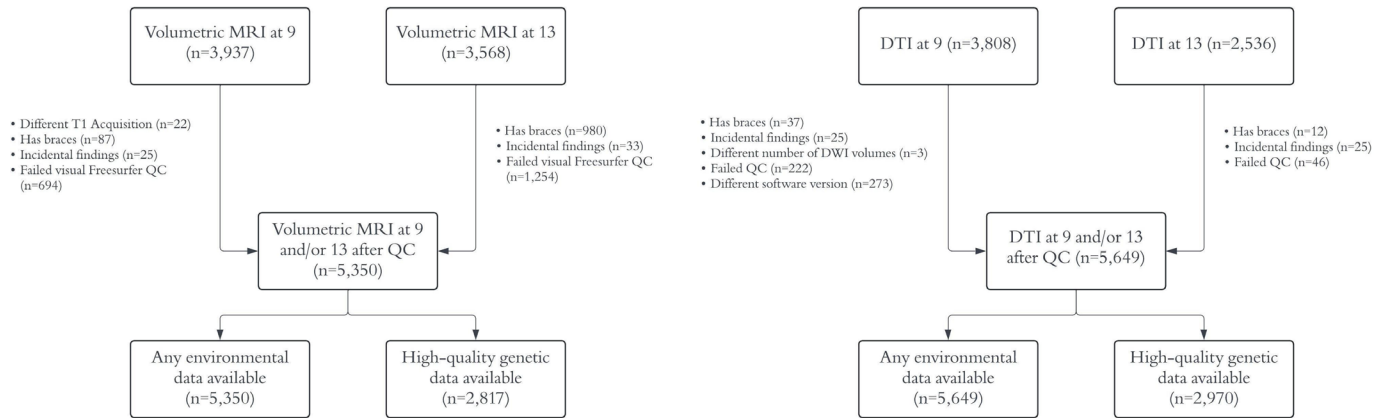 Volumetric MRI at 9
(n=3,937)
Volumetric MRI at 13
(n=3,568)
• Different T1 Acquisition (n=22)
• Has braces (n=87)
• Incidental findings (n=25)
• Failed visual Freesurfer QC
(n=694)
• Has braces (n=980)
• Incidental findings (n=33)
• Failed visual Freesurfer QC
(n=1,254)
Volumetric MRI at 9
and/or 13 after QC
(n=5,350)
Any environmental
data available
(n=5,350)
High-quality genetic
data available
(n=2,817)
DTI at 9 (n=3,808)
DTI at 13 (n=2,536)
• Has braces (n=37)
• Incidental findings (n=25)
• Different number of DWI volumes (n=3)
• Failed QC (n=222)
• Different software version (n=273)
• Has braces (n=12)
• Incidental findings (n=25)
• Failed QC (n=46)
DTI at 9 and/or 13
after QC (n=5,649)
Any environmental
data available
(n=5,649)
High-quality genetic
data available
(n=2,970)